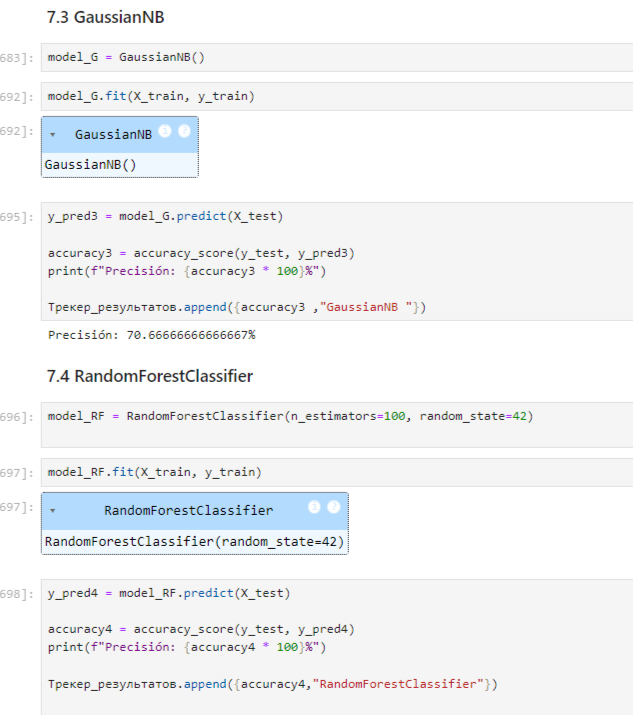 7.3 GaussianNB
683]: model_G = GaussianNB()
692]: model_G.fit(X_train, y_train)
692]: GaussianNB i ?
GaussianNB()
695]: y_pred3 = model_G.predict(X_test)
accuracy3 = accuracy_score(y_test, y_pred3)
print(f"Precisión: {accuracy3 * 100}%")
Трекер_результатов.append({accuracy3 ,"GaussianNB "})
Precisión: 70.66666666666667%
7.4 RandomForestClassifier
696]: model_RF = RandomForestClassifier(n_estimators=100, random_state=42)
697]: model_RF.fit(X_train, y_train)
697]: RandomForestClassifier i ?
RandomForestClassifier(random_state=42)
698]: y_pred4 = model_RF.predict(X_test)
accuracy4 = accuracy_score(y_test, y_pred4)
print(f"Precisión: {accuracy4 * 100}%")
Трекер_результатов.append({accuracy4,"RandomForestClassifier"})